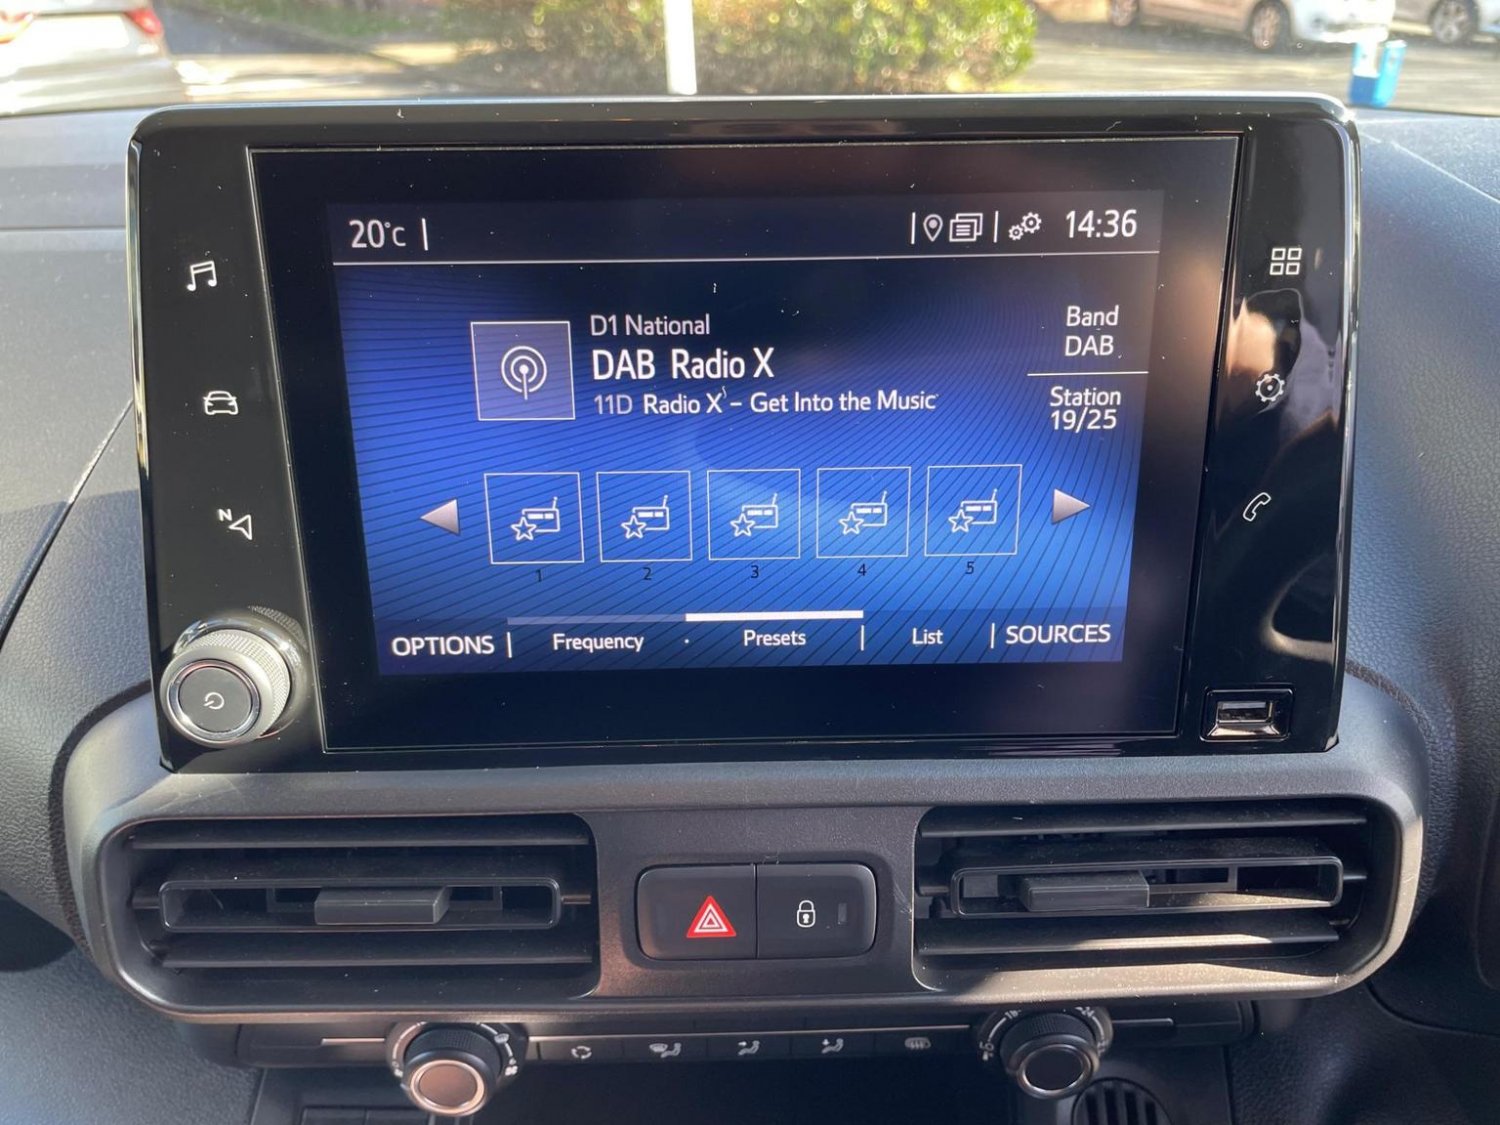 20°C
14:36
D1 National
DAB Radio X
11D Radio X – Get Into the Music
Band
DAB
Station
19/25
N
1 2 3 4 5
OPTIONS Frequency Presets List SOURCES